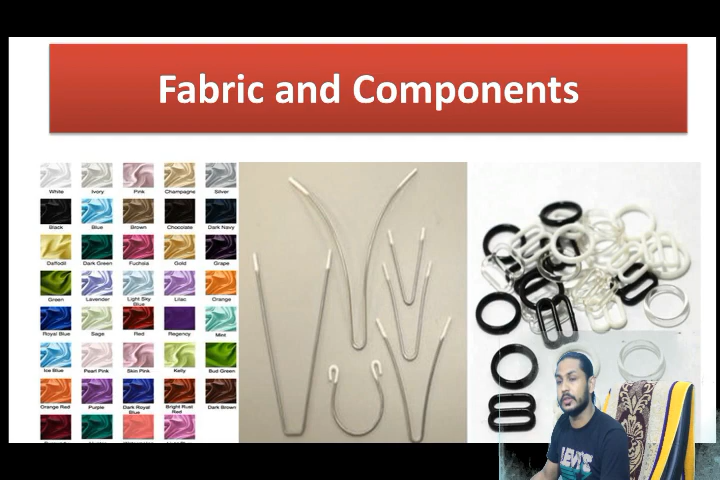 Fabric and Components
White Ivory Pink Champagne Silver
Black Blue Brown Chocolate Dark Navy
Daffodil Dark Green Fuchsia Gold Grape
Green Lavender Light Sky Blue Lilac Orange
Royal Blue Sage Red Regency Mint
Ice Blue Pearl Pink Skin Pink Kelly Bud Green
Orange Red Purple Dark Royal Blue Bright Rust Red Dark Brown
LEVI'S